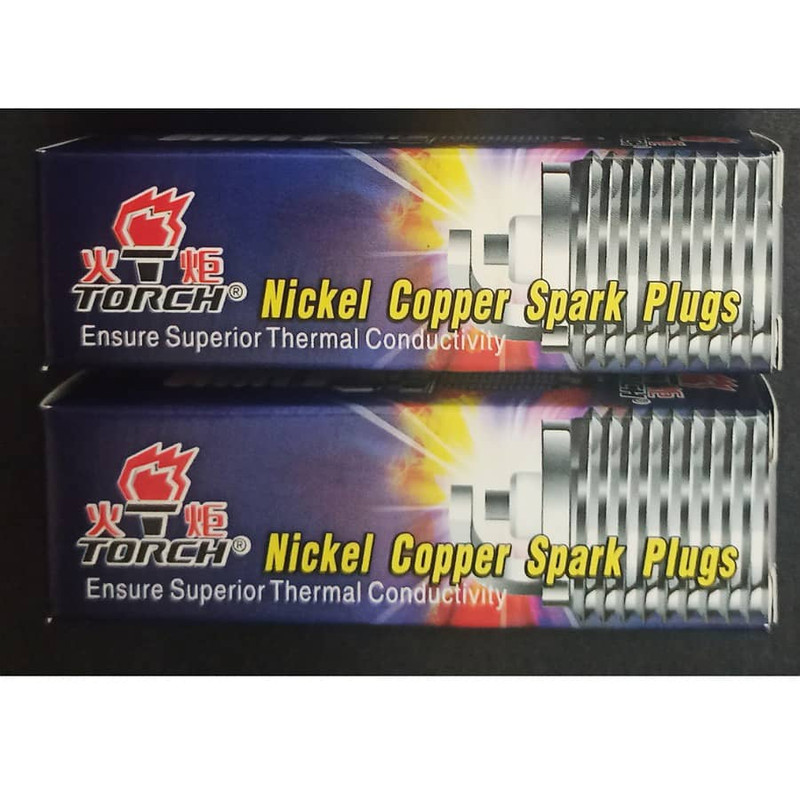 火 炬
TORCH®
Nickel Copper Spark Plugs
Ensure Superior Thermal Conductivity
火 炬
TORCH®
Nickel Copper Spark Plugs
Ensure Superior Thermal Conductivity